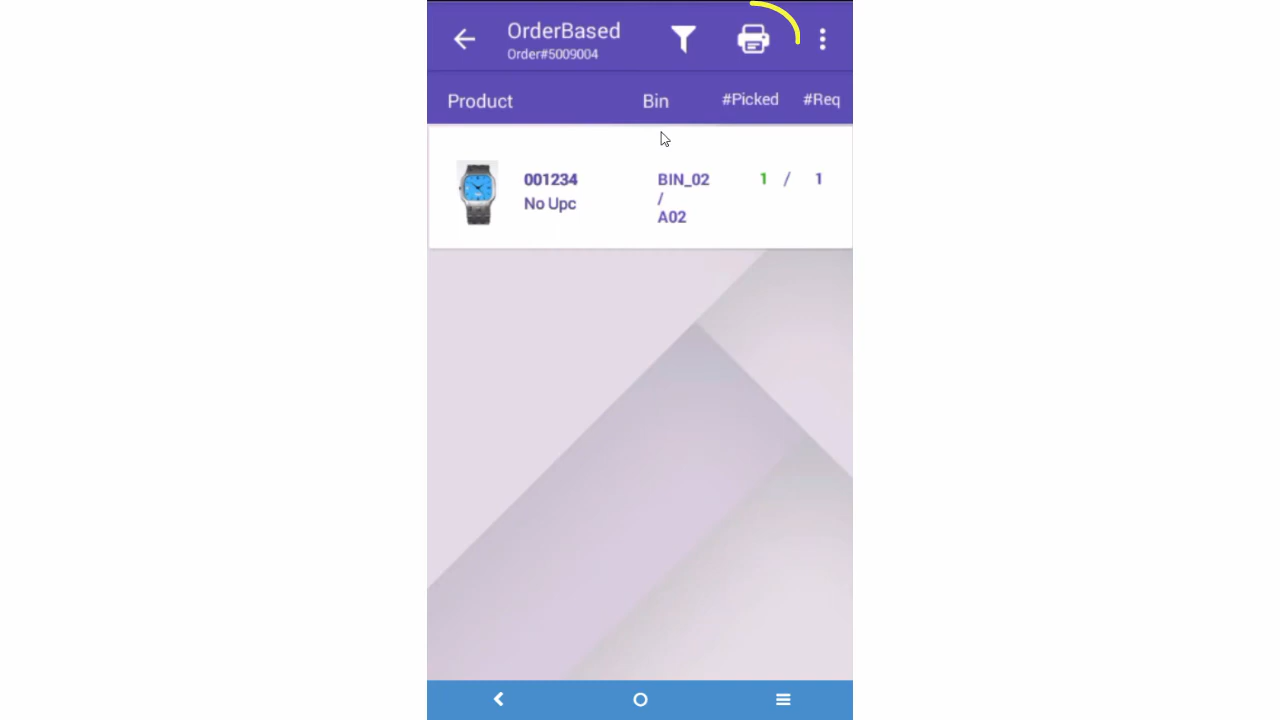 OrderBased
Order#5009004
Product Bin #Picked #Req
001234 BIN_02 1 / 1
No Upc /
A02